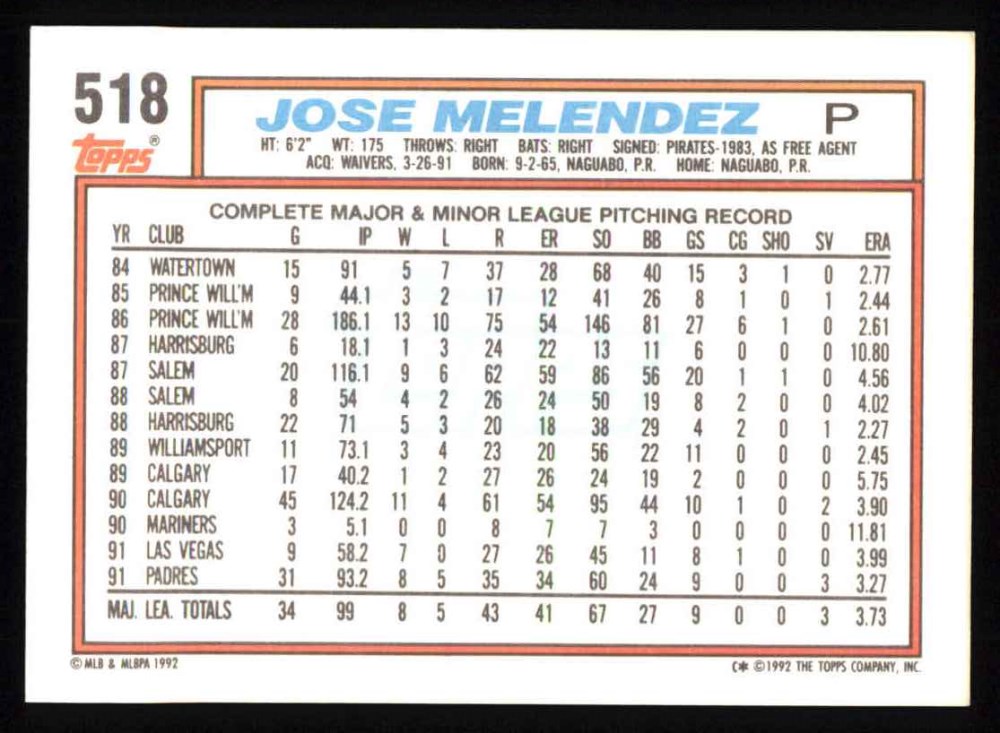 518
JOSE MELENDEZ P
Topps®
HT: 6'2" WT: 175 THROWS: RIGHT BATS: RIGHT SIGNED: PIRATES-1983, AS FREE AGENT
ACQ: WAIVERS, 3-26-91 BORN: 9-2-65, NAGUABO, P.R. HOME: NAGUABO, P.R.
COMPLETE MAJOR & MINOR LEAGUE PITCHING RECORD
YR CLUB G IP W L R ER SO BB GS CG SHO SV ERA
84 WATERTOWN 15 91 5 7 37 28 68 40 15 3 1 0 2.77
85 PRINCE WILL'M 9 44.1 3 2 17 12 41 26 8 1 0 1 2.44
86 PRINCE WILL'M 28 186.1 13 10 75 54 146 81 27 6 1 0 2.61
87 HARRISBURG 6 18.1 1 3 24 22 13 11 6 0 0 0 10.80
87 SALEM 20 116.1 9 6 62 59 86 56 20 1 1 0 4.56
88 SALEM 8 54 4 2 26 24 50 19 8 2 0 0 4.02
88 HARRISBURG 22 71 5 3 20 18 38 29 4 2 0 1 2.27
89 WILLIAMSPORT 11 73.1 3 4 23 20 56 22 11 0 0 0 2.45
89 CALGARY 17 40.2 1 2 27 26 24 19 2 0 0 0 5.75
90 CALGARY 45 124.2 11 4 61 54 95 44 10 1 0 2 3.90
90 MARINERS 3 5.1 0 0 8 7 7 3 0 0 0 0 11.81
91 LAS VEGAS 9 58.2 7 0 27 26 45 11 8 1 0 0 3.99
91 PADRES 31 93.2 8 5 35 34 60 24 9 0 0 3 3.27
MAJ. LEA. TOTALS 34 99 8 5 43 41 67 27 9 0 0 3 3.73
© MLB & MLBPA 1992
C* © 1992 THE TOPPS COMPANY, INC.